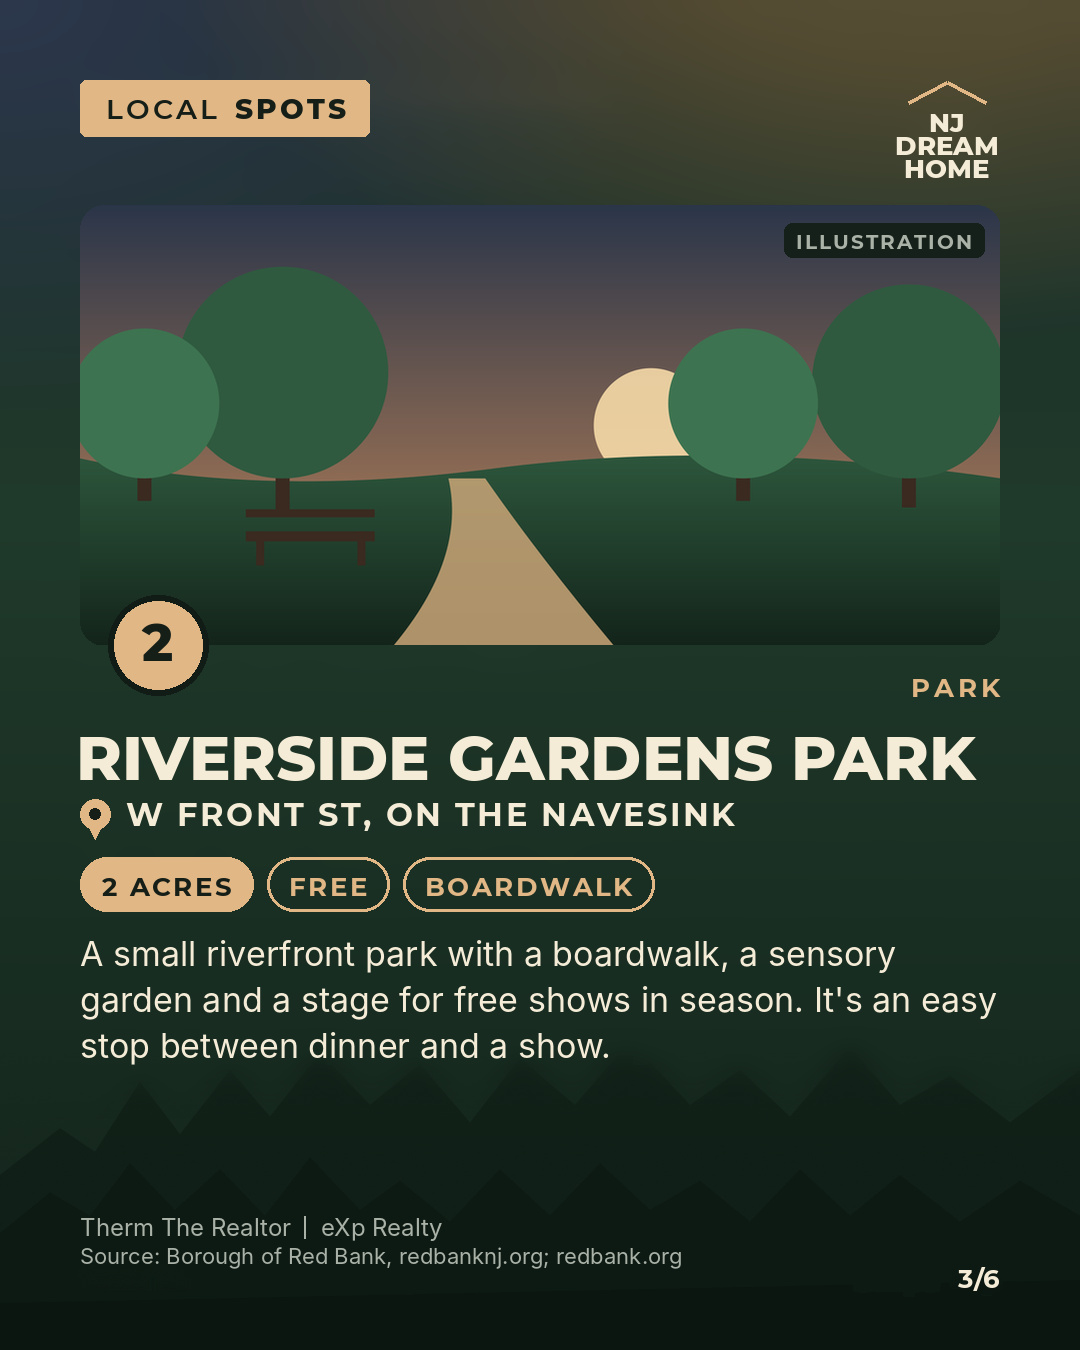 LOCAL SPOTS
NJ
DREAM
HOME
ILLUSTRATION
2
PARK
RIVERSIDE GARDENS PARK
W FRONT ST, ON THE NAVESINK
2 ACRES FREE BOARDWALK
A small riverfront park with a boardwalk, a sensory
garden and a stage for free shows in season. It's an easy
stop between dinner and a show.
Therm The Realtor | eXp Realty
Source: Borough of Red Bank, redbanknj.org; redbank.org
3/6